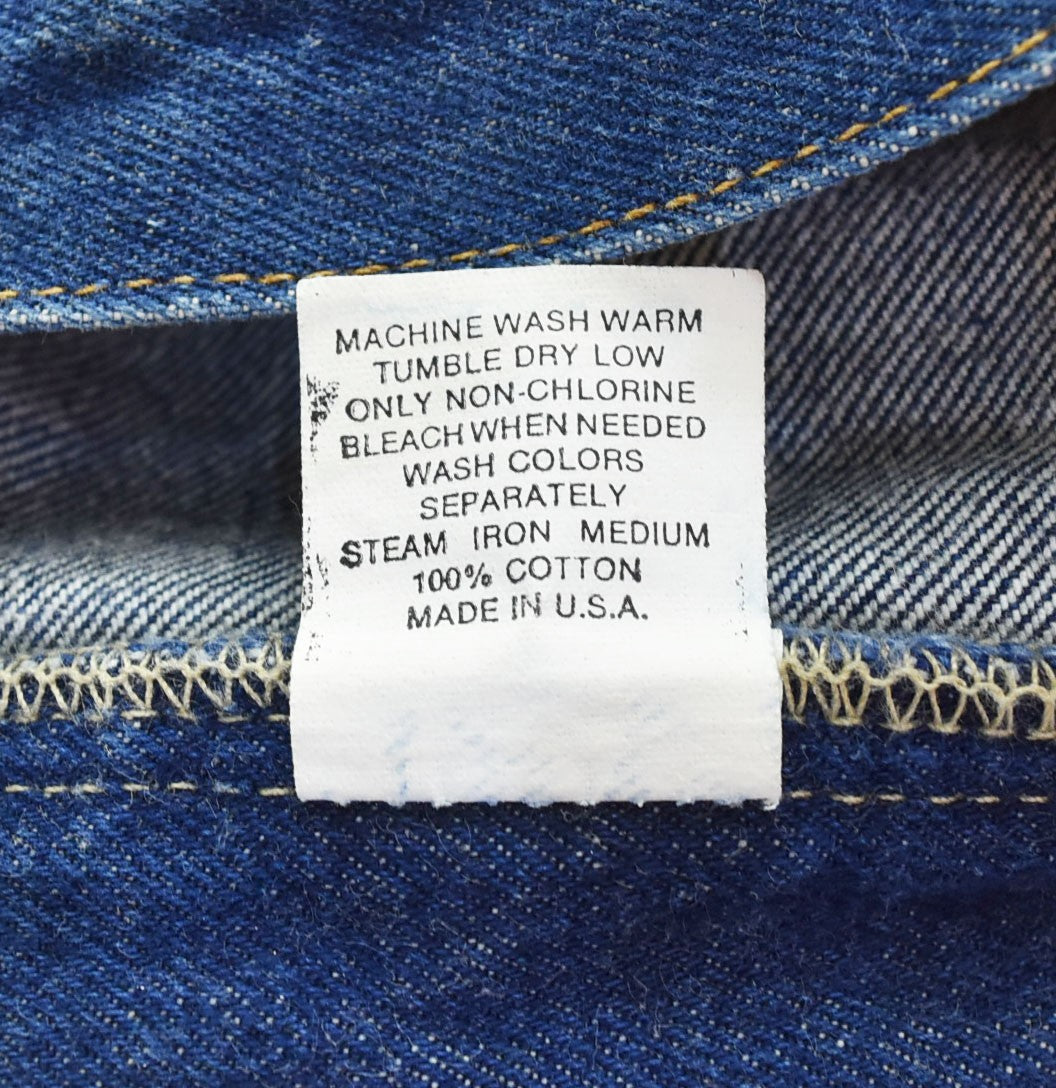 MACHINE WASH WARM
TUMBLE DRY LOW
ONLY NON-CHLORINE
BLEACH WHEN NEEDED
WASH COLORS
SEPARATELY
STEAM IRON MEDIUM
100% COTTON
MADE IN U.S.A.